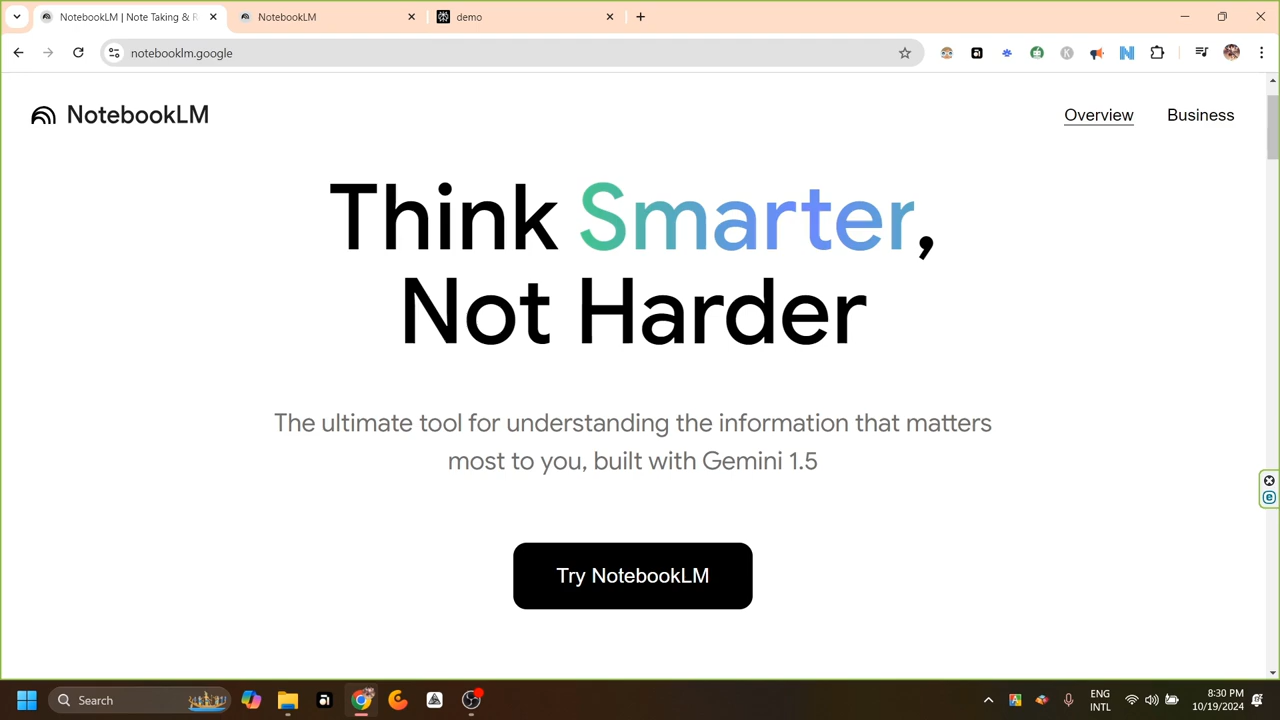 NotebookLM | Note Taking & R
NotebookLM
demo
notebooklm.google
NotebookLM
Overview
Business
Think Smarter,
Not Harder
The ultimate tool for understanding the information that matters
most to you, built with Gemini 1.5
Try NotebookLM
Search
ENG
INTL
8:30 PM
10/19/2024